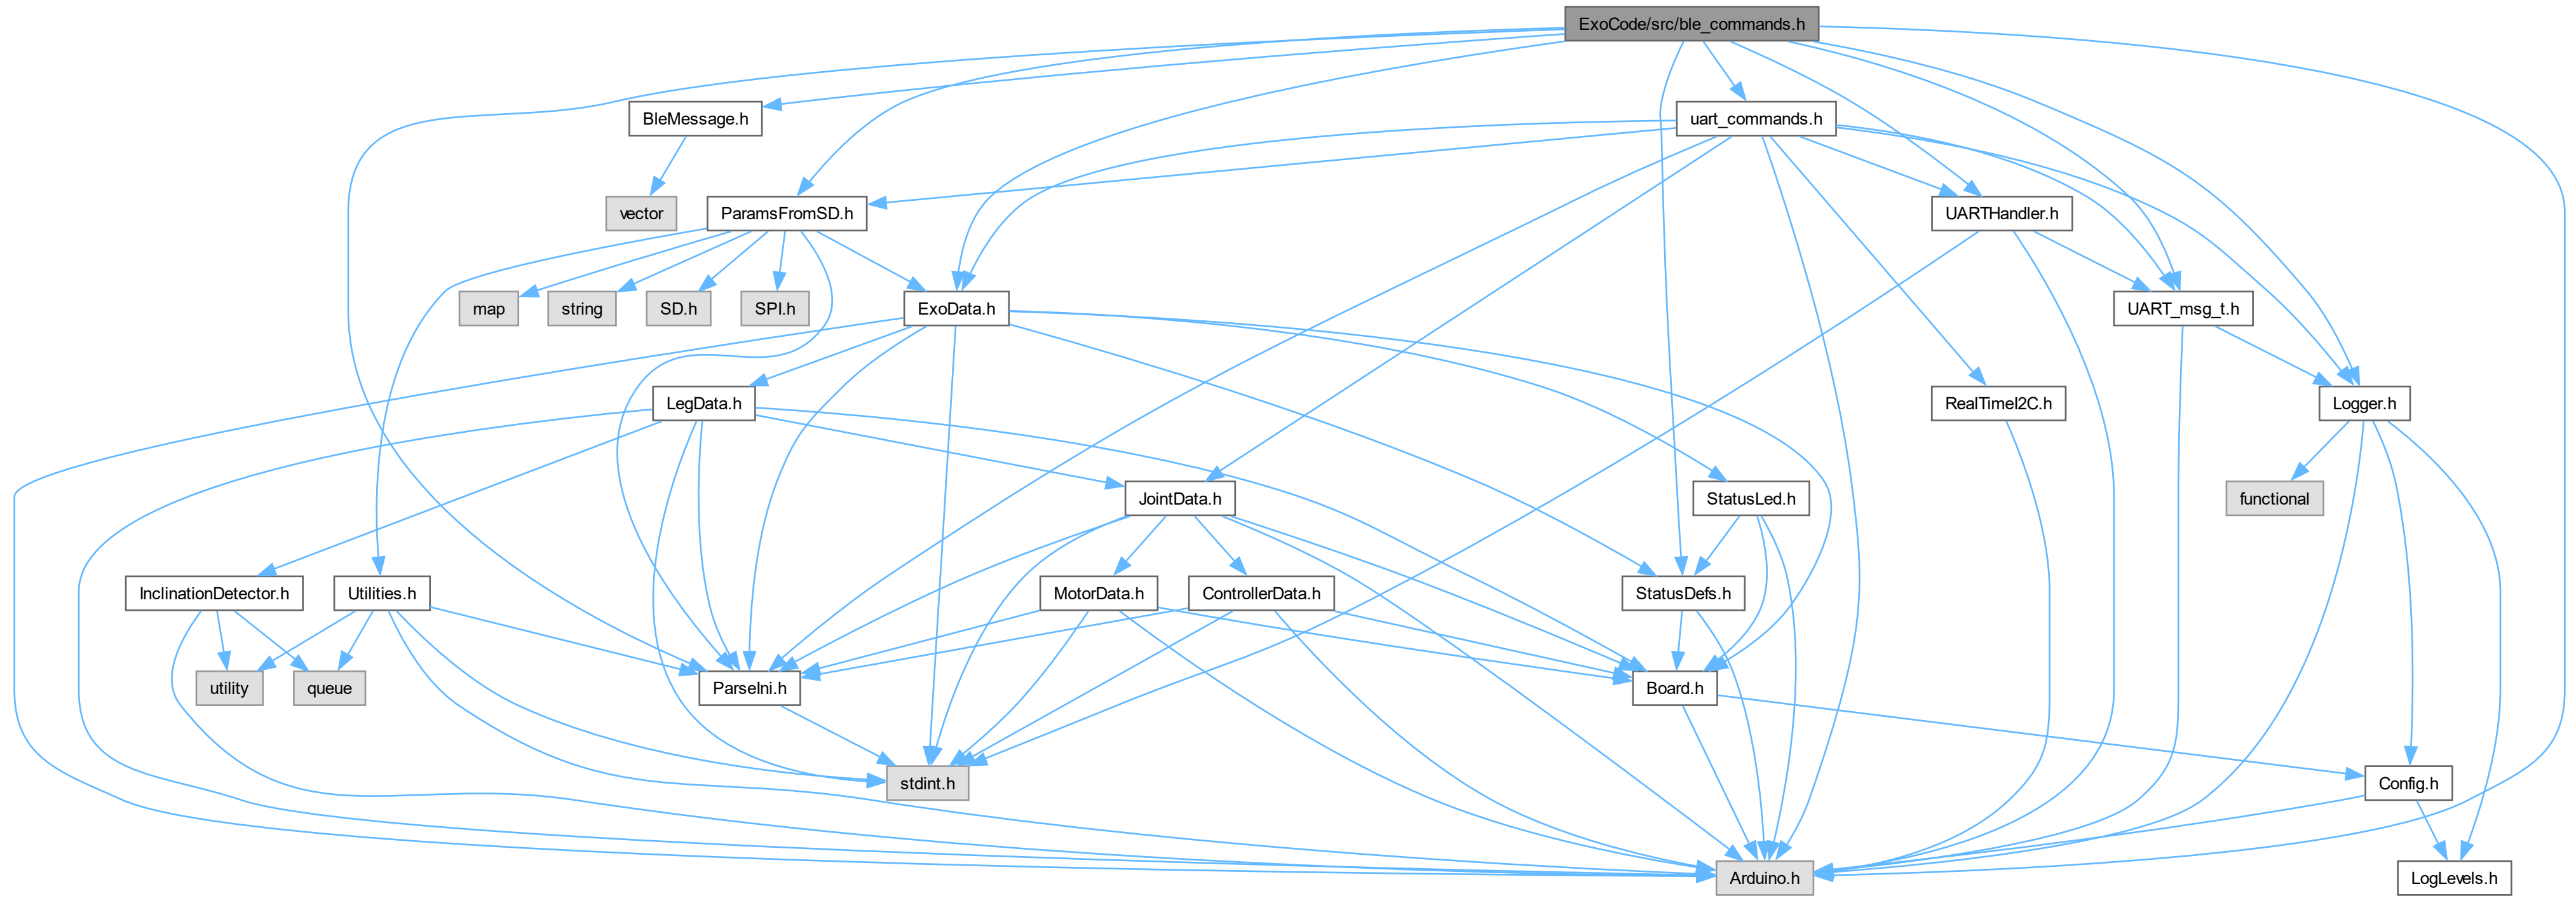 ExoCode/src/ble_commands.h
BleMessage.h
uart_commands.h
vector
ParamsFromSD.h
UARTHandler.h
map
string
SD.h
SPI.h
ExoData.h
UART_msg_t.h
LegData.h
RealTimeI2C.h
Logger.h
JointData.h
StatusLed.h
functional
InclinationDetector.h
Utilities.h
MotorData.h
ControllerData.h
StatusDefs.h
utility
queue
ParseIni.h
Board.h
stdint.h
Config.h
Arduino.h
LogLevels.h